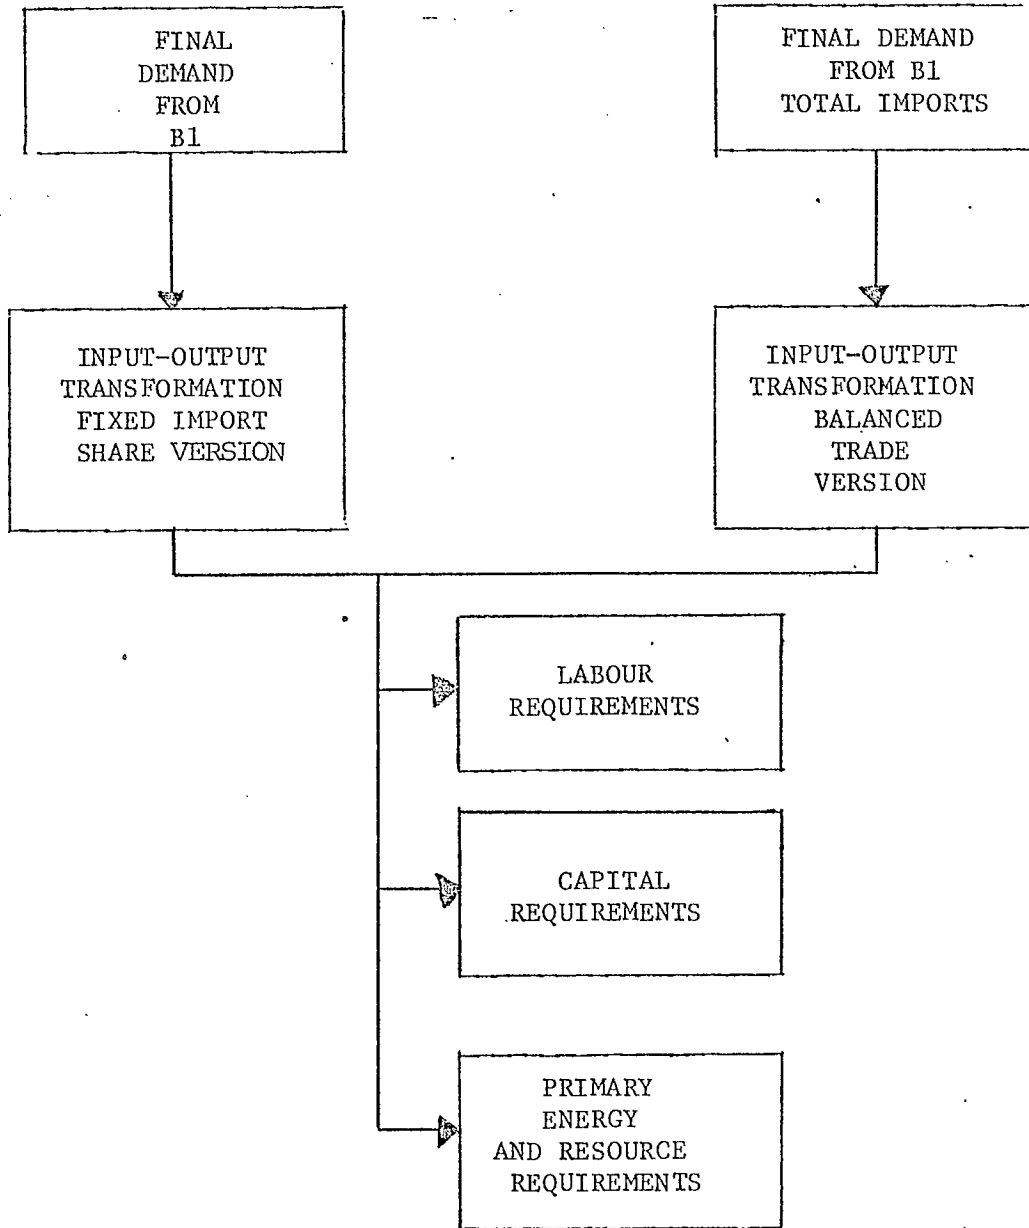 FINAL
DEMAND
FROM
B1
FINAL DEMAND
FROM B1
TOTAL IMPORTS
INPUT-OUTPUT
TRANSFORMATION
FIXED IMPORT
SHARE VERSION
INPUT-OUTPUT
TRANSFORMATION
BALANCED
TRADE
VERSION
LABOUR
REQUIREMENTS
CAPITAL
REQUIREMENTS
PRIMARY
ENERGY
AND RESOURCE
REQUIREMENTS